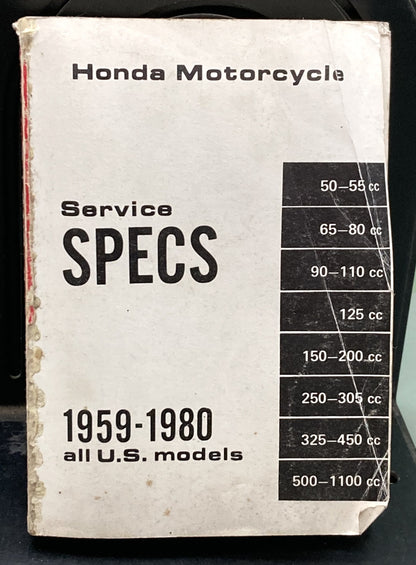 Honda Motorcycle
Service
SPECS
1959-1980
all U.S. models
50–55 cc
65–80 cc
90–110 cc
125 cc
150–200 cc
250–305 cc
325–450 cc
500–1100 cc